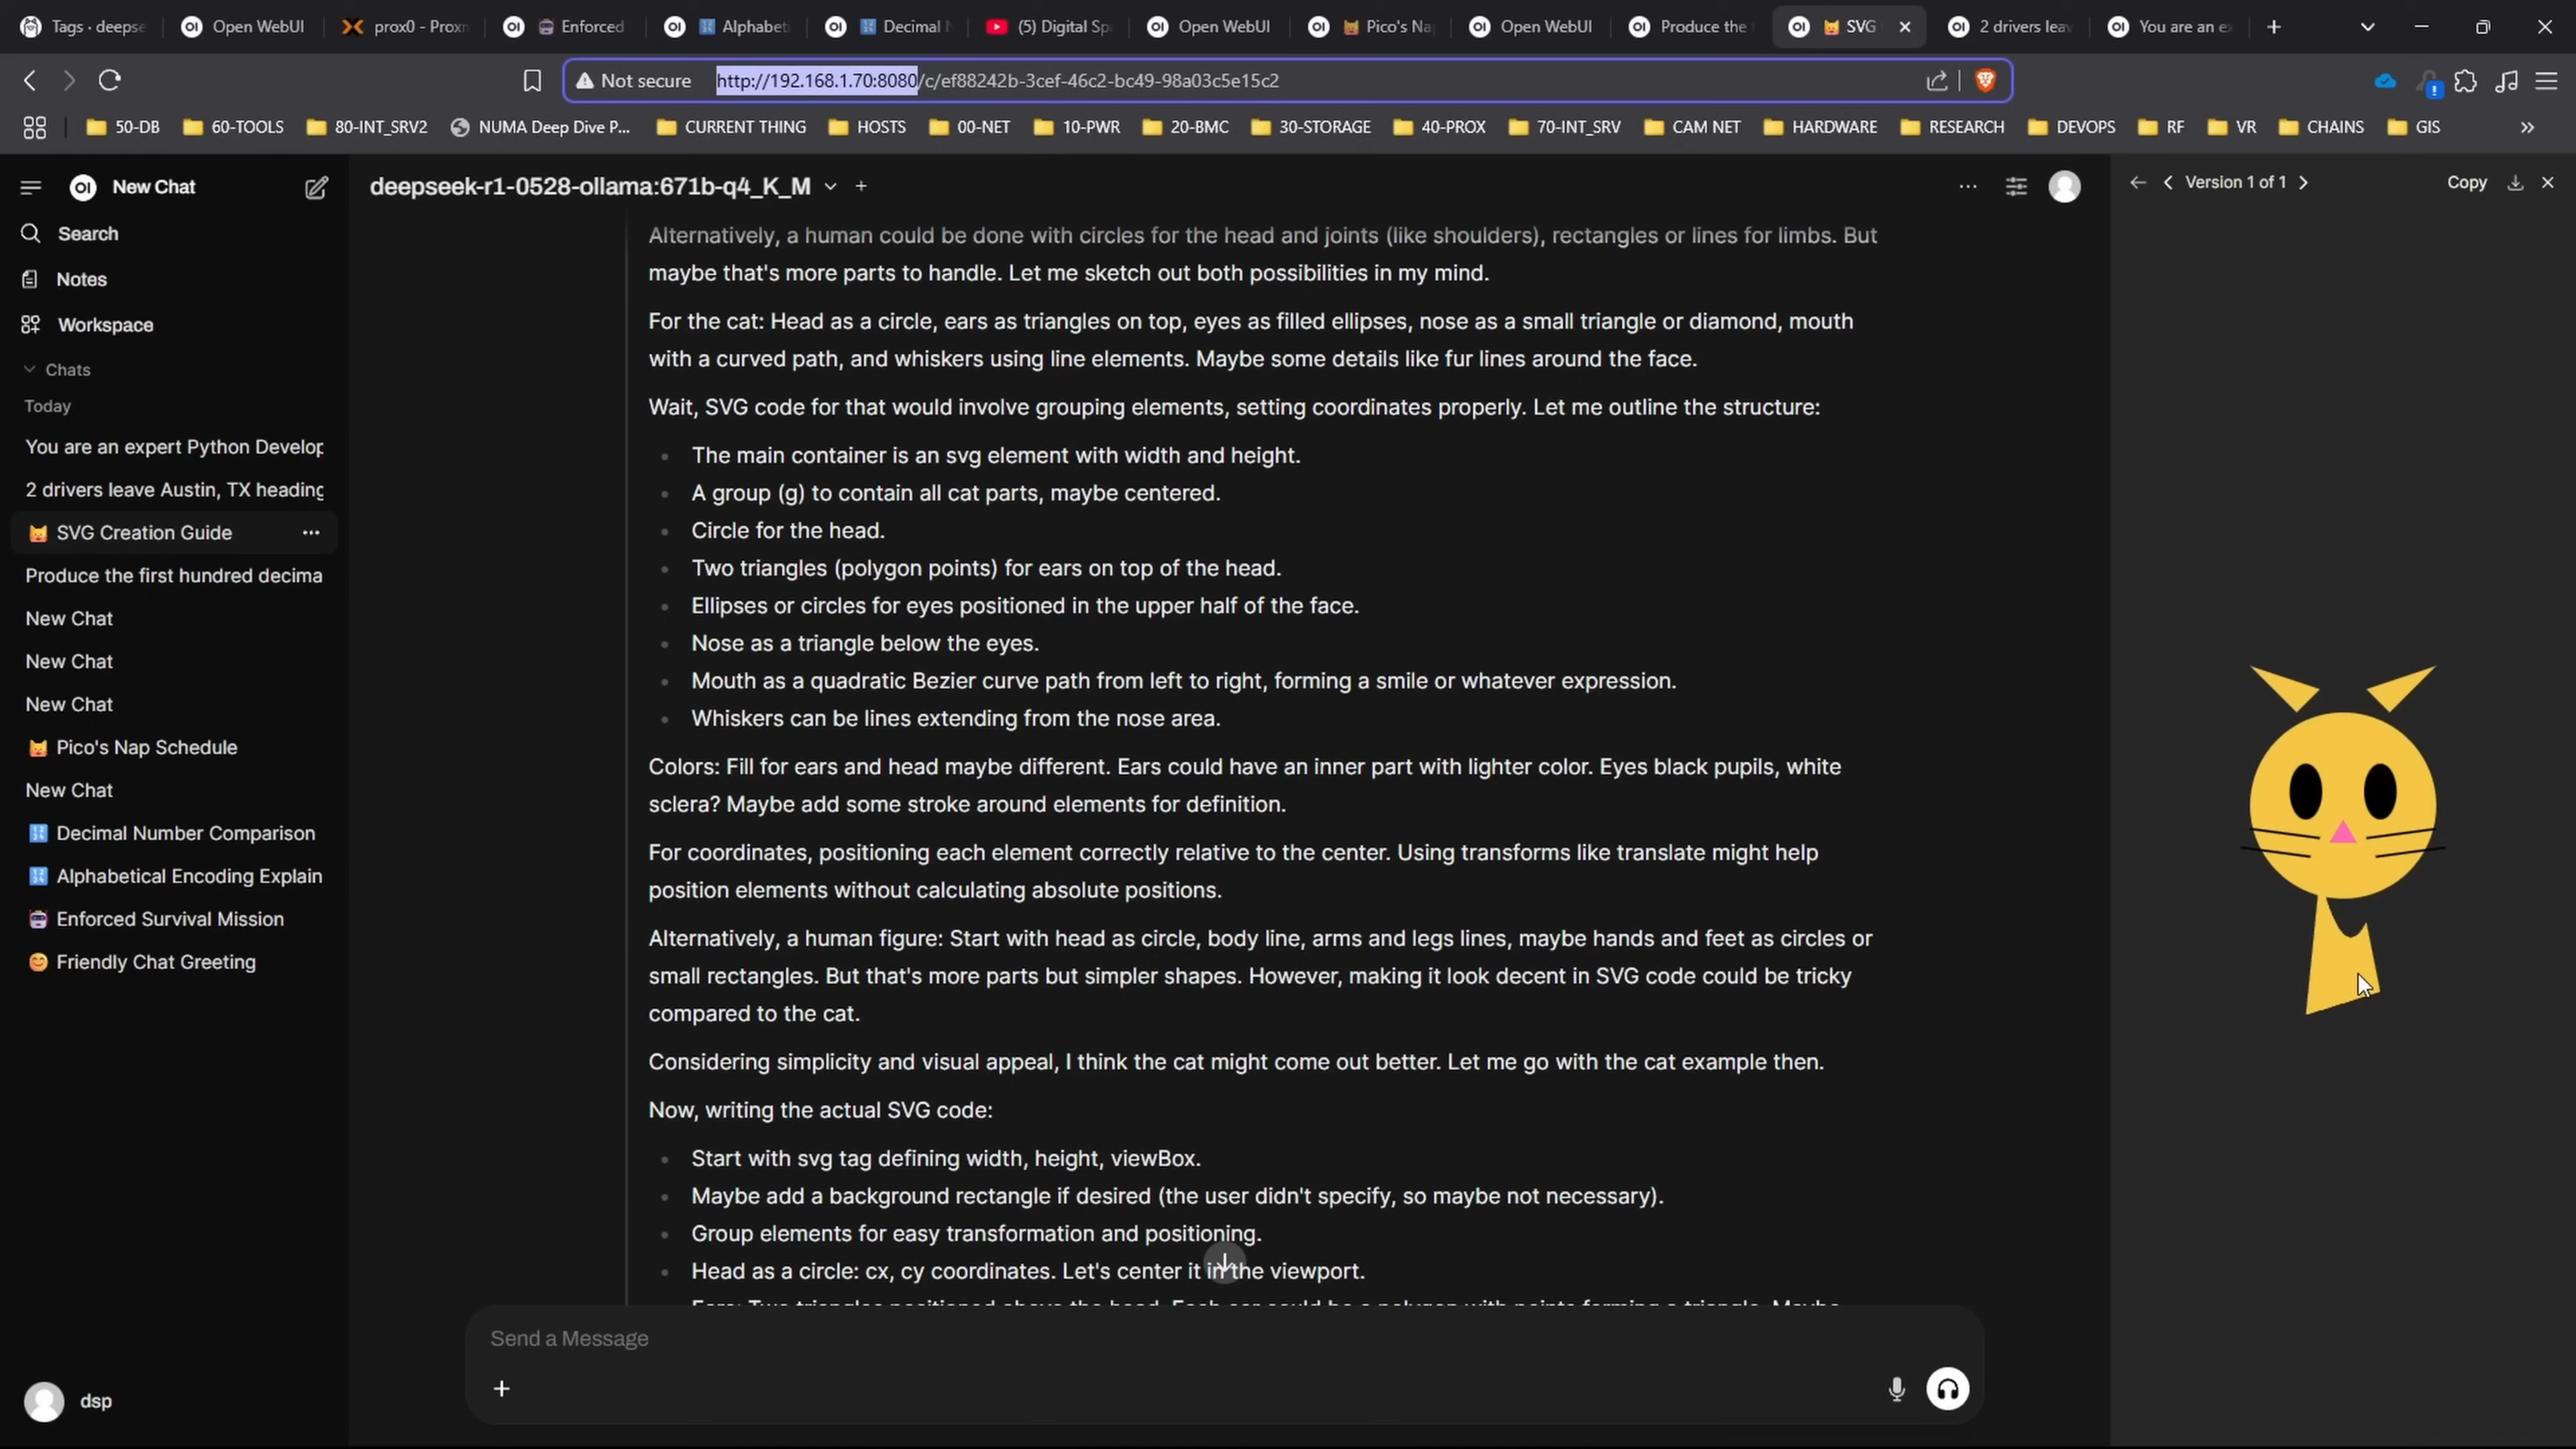 Tags · deepse
Open WebUI
prox0 - Proxm
Enforced
Alphabet
Decimal N
(5) Digital Spa
Open WebUI
Pico's Na
Open WebUI
Produce the
SVG
2 drivers leav
You are an ex
Not secure
http://192.168.1.70:8080/c/ef88242b-3cef-46c2-bc49-98a03c5e15c2
50-DB
60-TOOLS
80-INT_SRV2
NUMA Deep Dive P...
CURRENT THING
HOSTS
00-NET
10-PWR
20-BMC
30-STORAGE
40-PROX
70-INT_SRV
CAM NET
HARDWARE
RESEARCH
DEVOPS
RF
VR
CHAINS
GIS
OI New Chat
Search
Notes
Workspace
Chats
Today
You are an expert Python Develop
2 drivers leave Austin, TX heading
SVG Creation Guide
Produce the first hundred decima
New Chat
New Chat
New Chat
Pico's Nap Schedule
New Chat
Decimal Number Comparison
Alphabetical Encoding Explain
Enforced Survival Mission
Friendly Chat Greeting
dsp
deepseek-r1-0528-ollama:671b-q4_K_M
Alternatively, a human could be done with circles for the head and joints (like shoulders), rectangles or lines for limbs. But
maybe that's more parts to handle. Let me sketch out both possibilities in my mind.
For the cat: Head as a circle, ears as triangles on top, eyes as filled ellipses, nose as a small triangle or diamond, mouth
with a curved path, and whiskers using line elements. Maybe some details like fur lines around the face.
Wait, SVG code for that would involve grouping elements, setting coordinates properly. Let me outline the structure:
The main container is an svg element with width and height.
A group (g) to contain all cat parts, maybe centered.
Circle for the head.
Two triangles (polygon points) for ears on top of the head.
Ellipses or circles for eyes positioned in the upper half of the face.
Nose as a triangle below the eyes.
Mouth as a quadratic Bezier curve path from left to right, forming a smile or whatever expression.
Whiskers can be lines extending from the nose area.
Colors: Fill for ears and head maybe different. Ears could have an inner part with lighter color. Eyes black pupils, white
sclera? Maybe add some stroke around elements for definition.
For coordinates, positioning each element correctly relative to the center. Using transforms like translate might help
position elements without calculating absolute positions.
Alternatively, a human figure: Start with head as circle, body line, arms and legs lines, maybe hands and feet as circles or
small rectangles. But that's more parts but simpler shapes. However, making it look decent in SVG code could be tricky
compared to the cat.
Considering simplicity and visual appeal, I think the cat might come out better. Let me go with the cat example then.
Now, writing the actual SVG code:
Start with svg tag defining width, height, viewBox.
Maybe add a background rectangle if desired (the user didn't specify, so maybe not necessary).
Group elements for easy transformation and positioning.
Head as a circle: cx, cy coordinates. Let's center it in the viewport.
Ears: Two triangles positioned above the head. Each ear could be a polygon with points forming a triangle. Maybe
Send a Message
Version 1 of 1
Copy